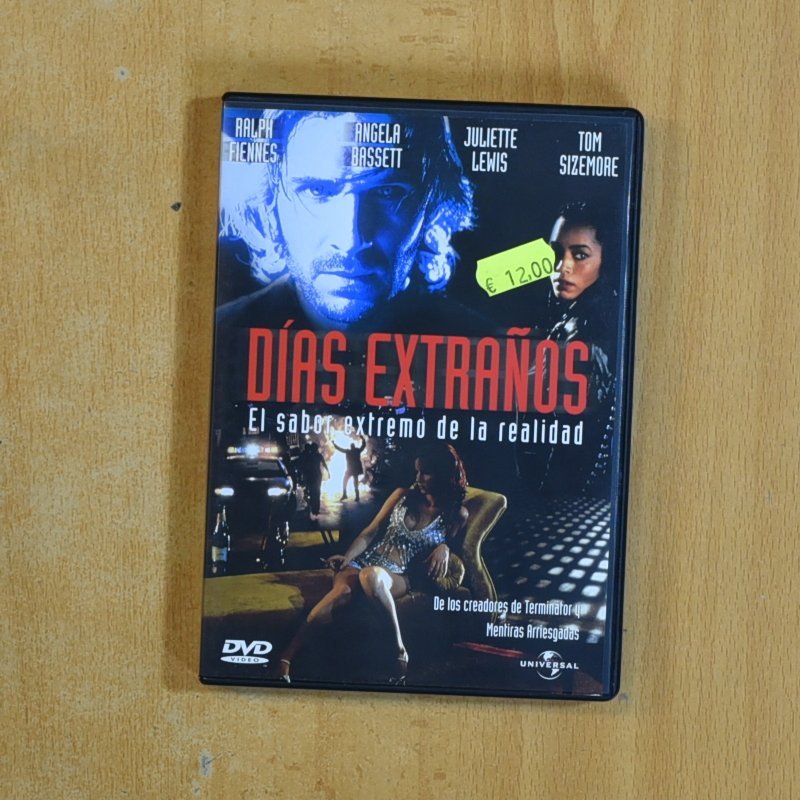 RALPH FIENNES
ANGELA BASSETT
JULIETTE LEWIS
TOM SIZEMORE
€ 12,00
DÍAS EXTRAÑOS
El sabor extremo de la realidad
De los creadores de Terminator y
Mentiras Arriesgadas
DVD
VIDEO
UNIVERSAL